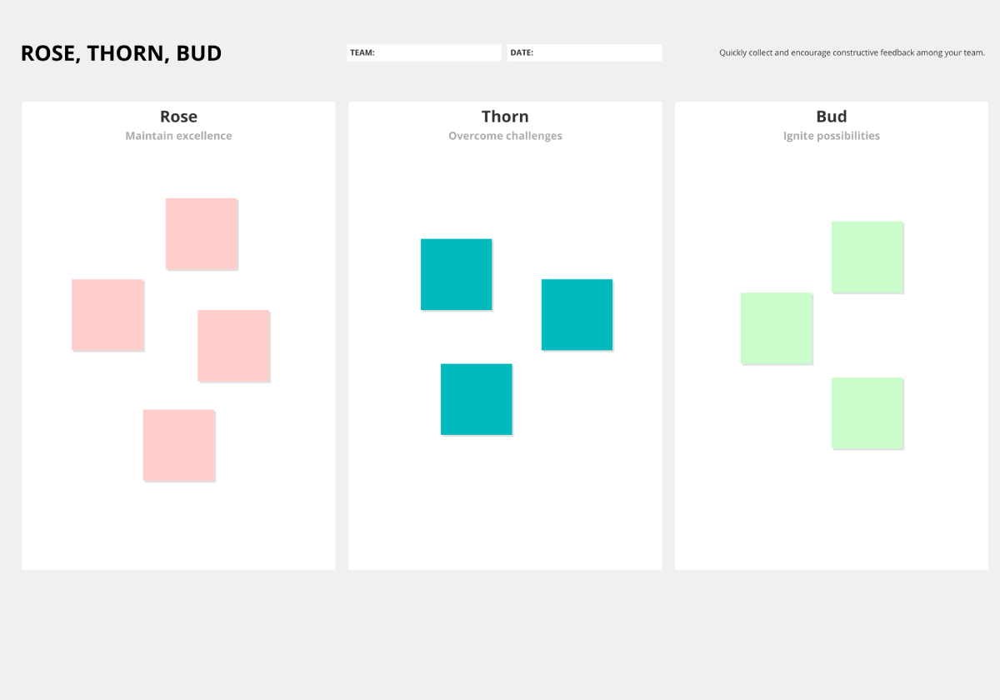 ROSE, THORN, BUD
TEAM:
DATE:
Quickly collect and encourage constructive feedback among your team.
Rose
Maintain excellence
Thorn
Overcome challenges
Bud
Ignite possibilities